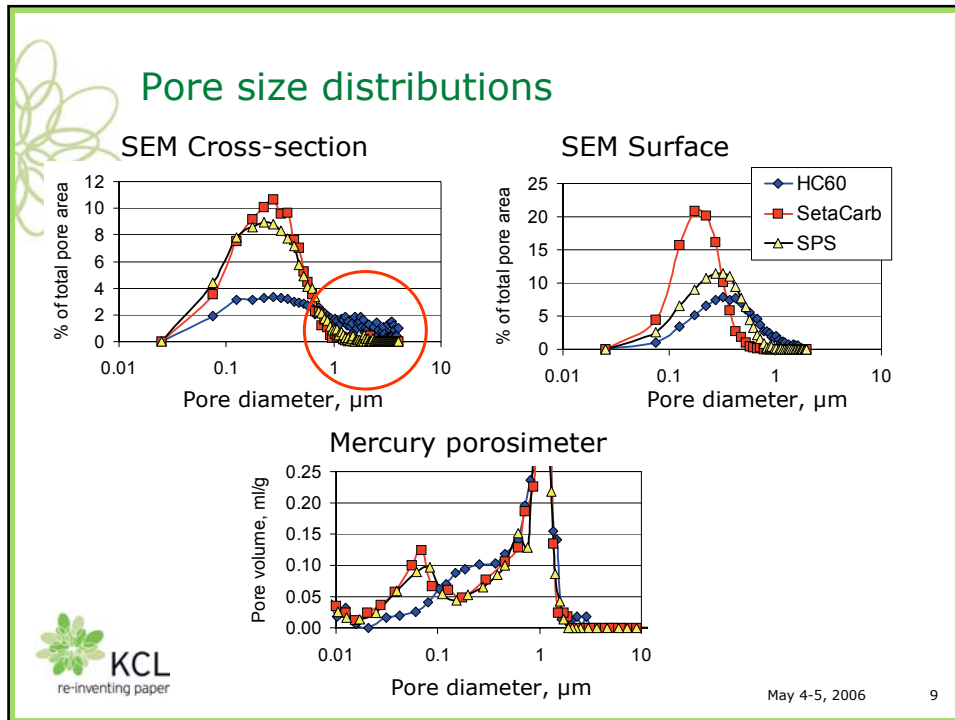 Pore size distributions
SEM Cross-section
% of total pore area
12
10
8
6
4
2
0
0.01 0.1 1 10
Pore diameter, µm
SEM Surface
% of total pore area
25
20
15
10
5
0
0.01 0.1 1 10
Pore diameter, µm
HC60
SetaCarb
SPS
Mercury porosimeter
Pore volume, ml/g
0.25
0.20
0.15
0.10
0.05
0.00
0.01 0.1 1 10
Pore diameter, µm
KCL
re-inventing paper
May 4-5, 2006 9